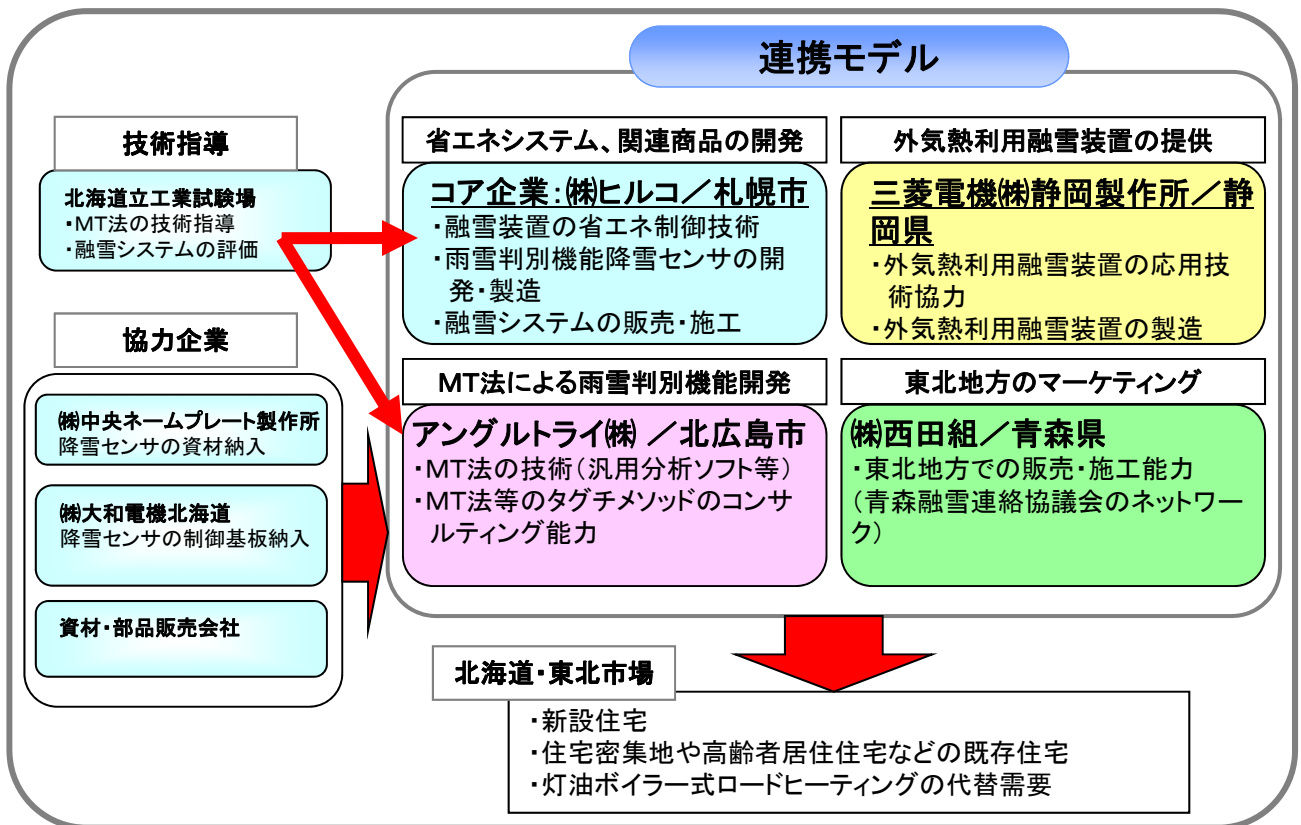 連携モデル
技術指導
北海道立工業試験場
・MT法の技術指導
・融雪システムの評価
協力企業
㈱中央ネームプレート製作所
降雪センサの資材納入
㈱大和電機北海道
降雪センサの制御基板納入
資材・部品販売会社
省エネシステム、関連商品の開発
コア企業：㈱ヒルコ／札幌市
・融雪装置の省エネ制御技術
・雨雪判別機能降雪センサの開
発・製造
・融雪システムの販売・施工
外気熱利用融雪装置の提供
三菱電機㈱静岡製作所／静
岡県
・外気熱利用融雪装置の応用技
術協力
・外気熱利用融雪装置の製造
MT法による雨雪判別機能開発
アングルトライ㈱ ／北広島市
・MT法の技術（汎用分析ソフト等）
・MT法等のタグチメソッドのコンサ
ルティング能力
東北地方のマーケティング
㈱西田組／青森県
・東北地方での販売・施工能力
（青森融雪連絡協議会のネットワー
ク）
北海道・東北市場
・新設住宅
・住宅密集地や高齢者居住住宅などの既存住宅
・灯油ボイラー式ロードヒーティングの代替需要